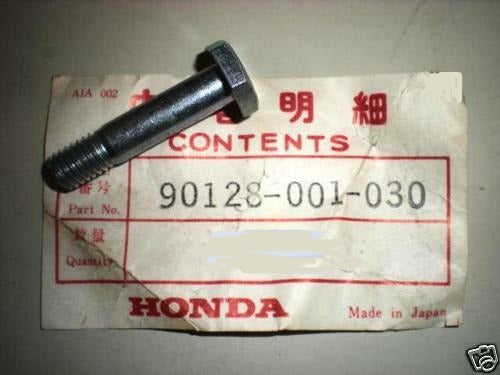 AIA 002
明細
CONTENTS
番号
Part No. 90128-001-030
数量
Quantity
HONDA Made in Japan
ebY